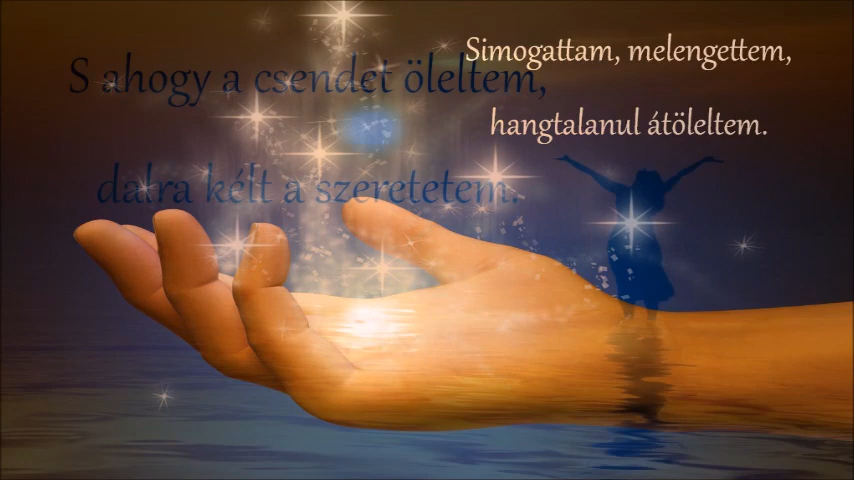 Simogattam, melengettem,
hangtalanul átöleltem.
S ahogy a csendet öleltem,
dalra kélt a szeretetem.